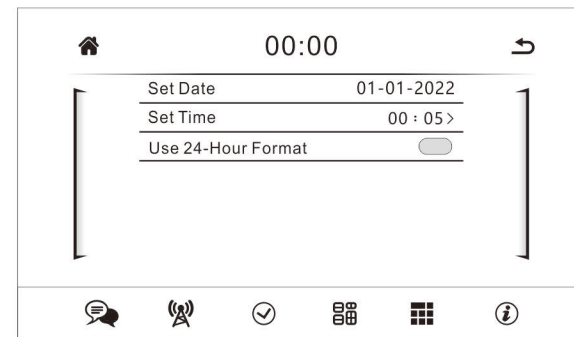 00:00
Set Date 01-01-2022
Set Time 00 : 05>
Use 24-Hour Format